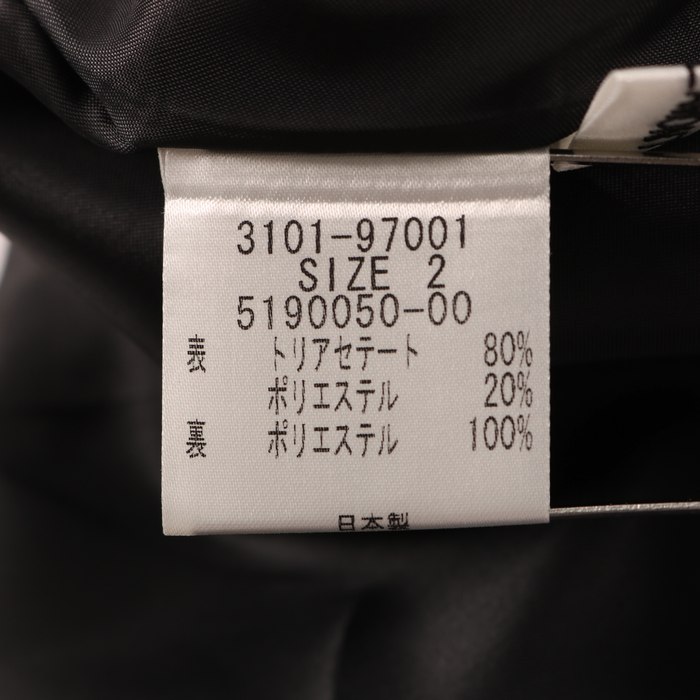 3101-97001
SIZE 2
5190050-00
表 トリアセテート 80%
ポリエステル 20%
裏 ポリエステル 100%
日本製